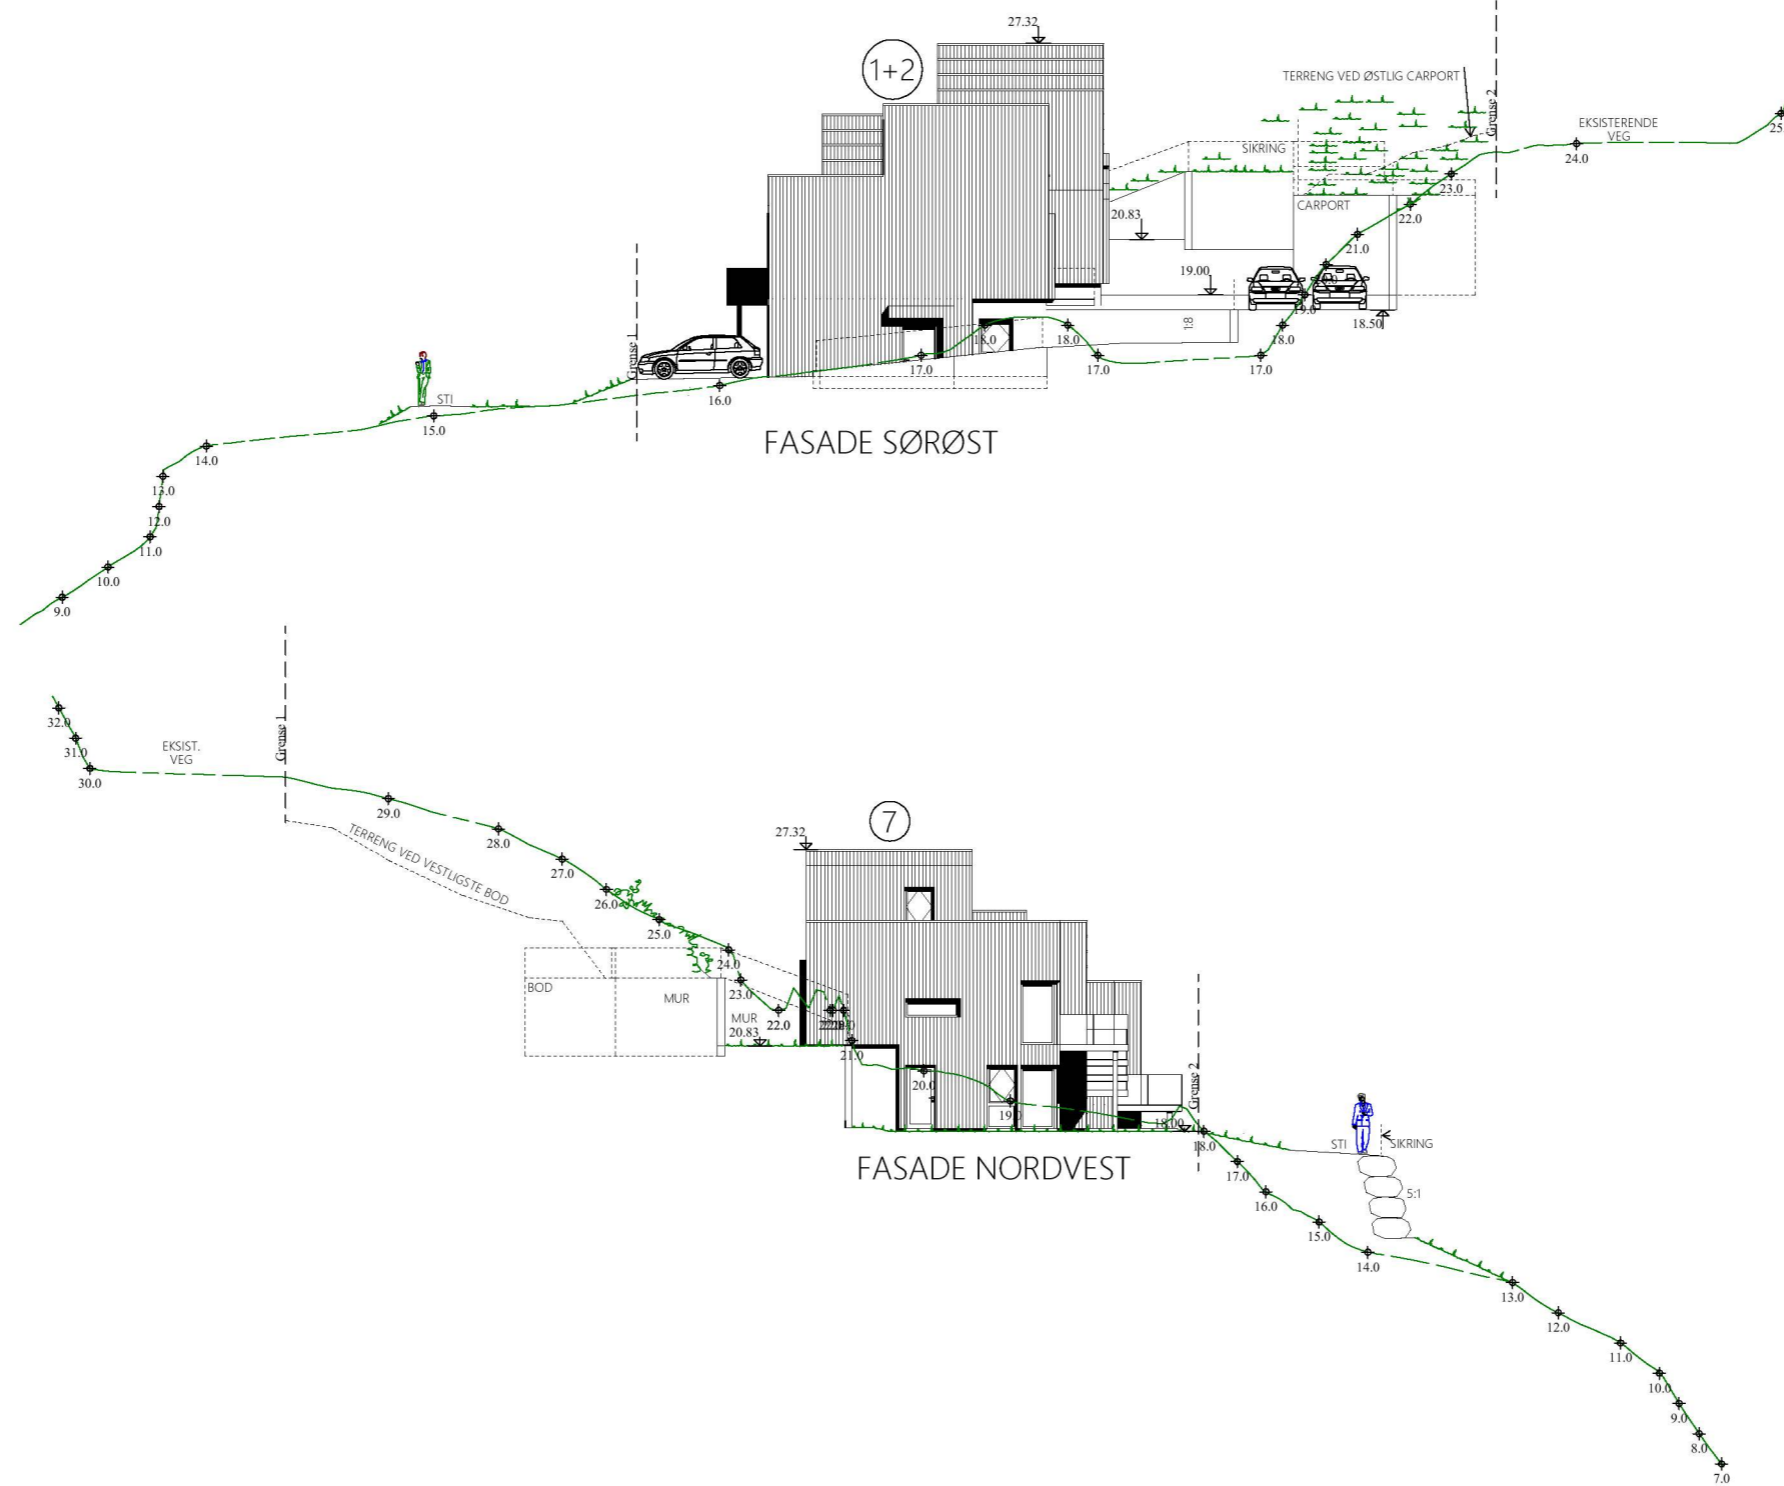 27.32
1+2
TERRENG VED ØSTLIG CARPORT
Grense 2
EKSISTERENDE
VEG
24.0
25.
SIKRING
23.0
CARPORT
22.0
20.83
21.0
19.00
19.0
18.50
1:8
18.0
18.0
18.0
17.0
17.0
17.0
Grense 1
16.0
STI
15.0
FASADE SØRØST
14.0
13.0
12.0
11.0
10.0
9.0
32.0
31.0
30.0
EKSIST.
VEG
Grense 1
29.0
TERRENG VED VESTLIGSTE BOD
28.0
27.0
26.0
25.0
24.0
23.0
22.0
27.32
7
BOD
MUR
MUR
20.83
21.0
20.0
19.0
18.00
Grense 2
18.0
FASADE NORDVEST
STI
SIKRING
5:1
17.0
16.0
15.0
14.0
13.0
12.0
11.0
10.0
9.0
8.0
7.0